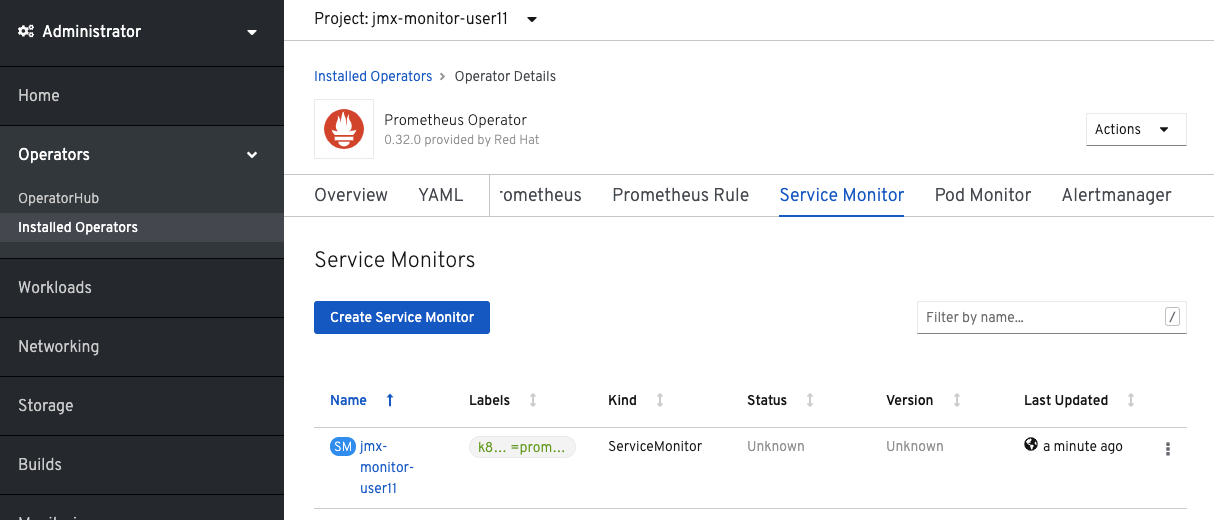 Administrator
Project: jmx-monitor-user11
Home
Operators
OperatorHub
Installed Operators
Workloads
Networking
Storage
Builds
Installed Operators > Operator Details
Prometheus Operator
0.32.0 provided by Red Hat
Actions
Overview YAML rometheus Prometheus Rule Service Monitor Pod Monitor Alertmanager
Service Monitors
Create Service Monitor
Filter by name... /
Name Labels Kind Status Version Last Updated
SM jmx-
monitor-
user11
k8... =prom... ServiceMonitor Unknown Unknown a minute ago